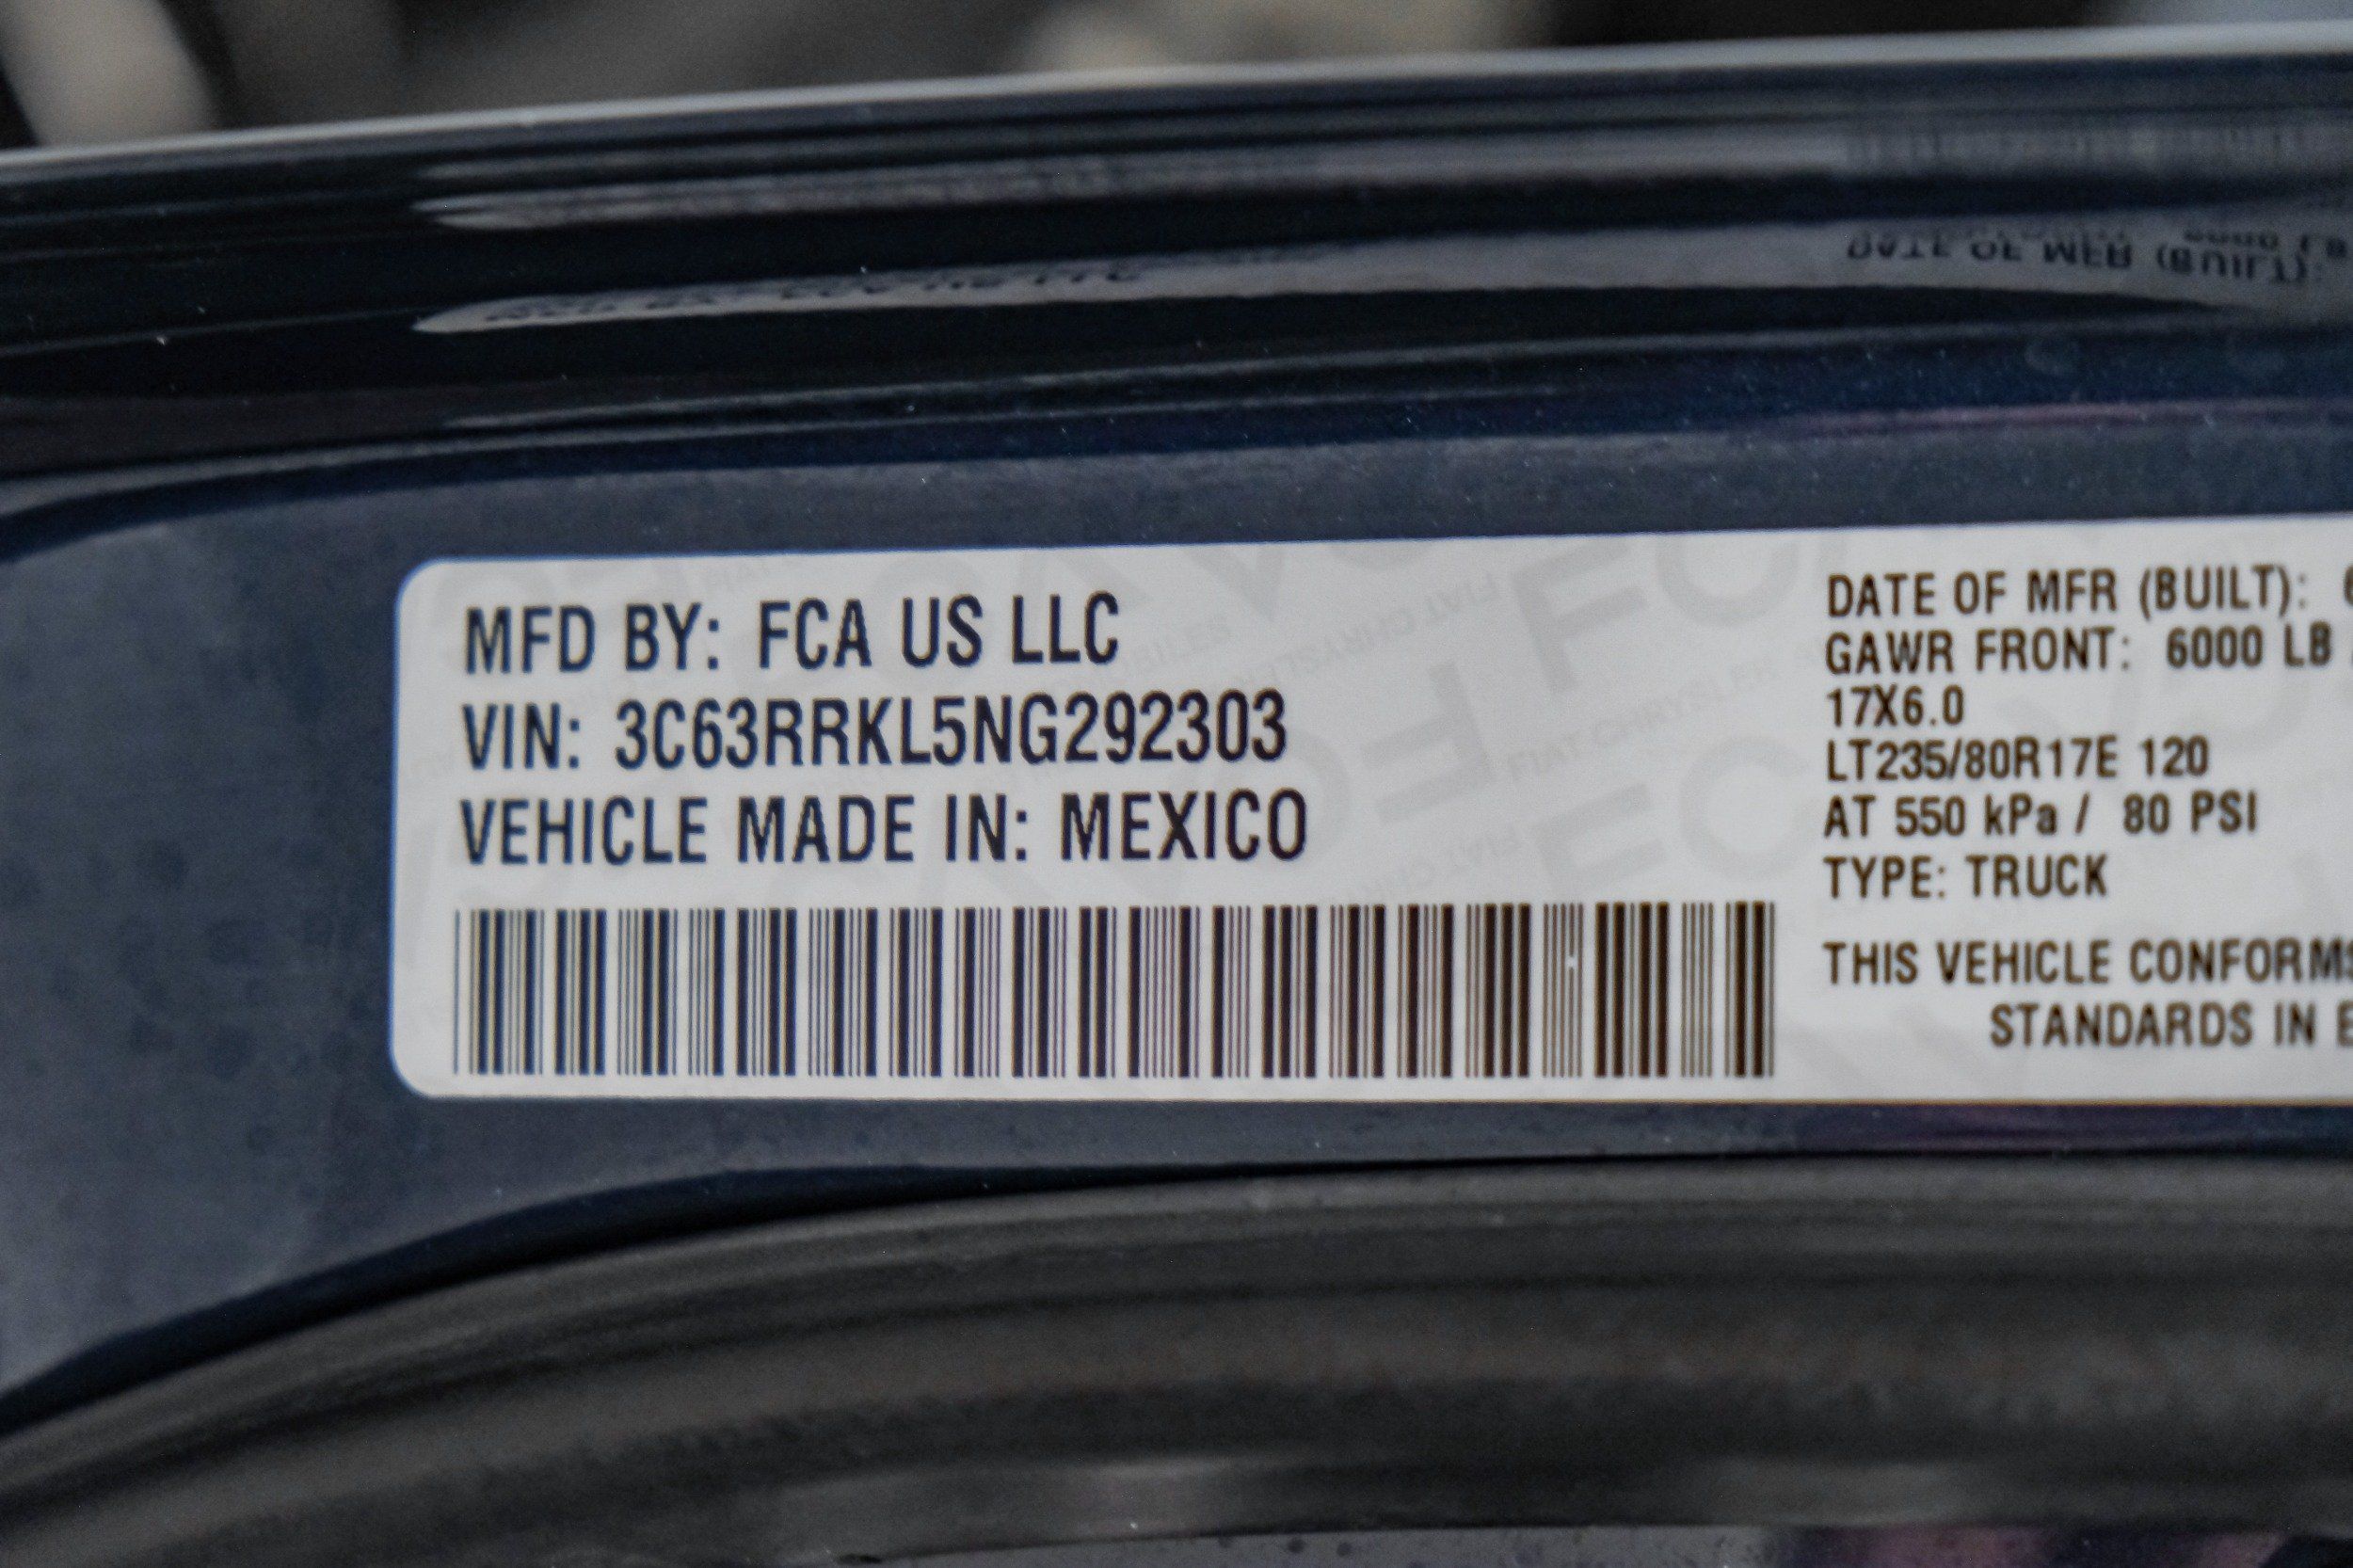 MFD BY: FCA US LLC
VIN: 3C63RRKL5NG292303
VEHICLE MADE IN: MEXICO
DATE OF MFR (BUILT):
GAWR FRONT: 6000 LB
17X6.0
LT235/80R17E 120
AT 550 kPa / 80 PSI
TYPE: TRUCK
THIS VEHICLE CONFORMS
STANDARDS IN